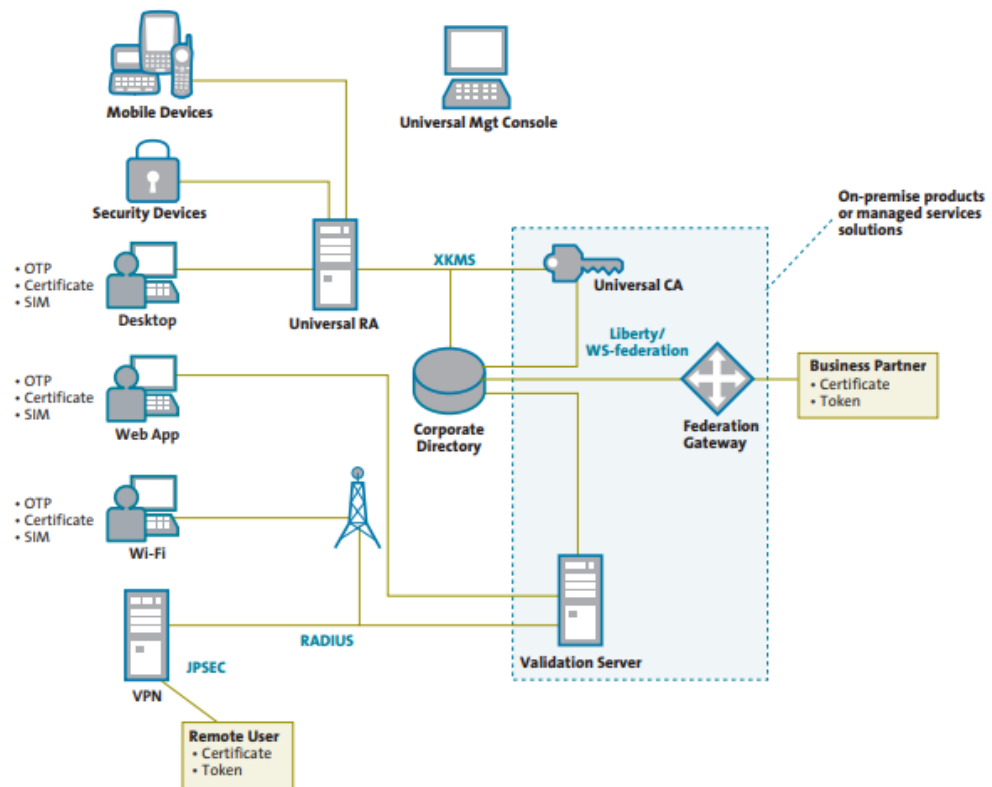 Mobile Devices
Universal Mgt Console
Security Devices
On-premise products
or managed services
solutions
• OTP
• Certificate
• SIM
Desktop
Universal RA
XKMS
Universal CA
Liberty/
WS-federation
Business Partner
• Certificate
• Token
• OTP
• Certificate
• SIM
Web App
Corporate
Directory
Federation
Gateway
• OTP
• Certificate
• SIM
Wi-Fi
RADIUS
JPSEC
VPN
Validation Server
Remote User
• Certificate
• Token